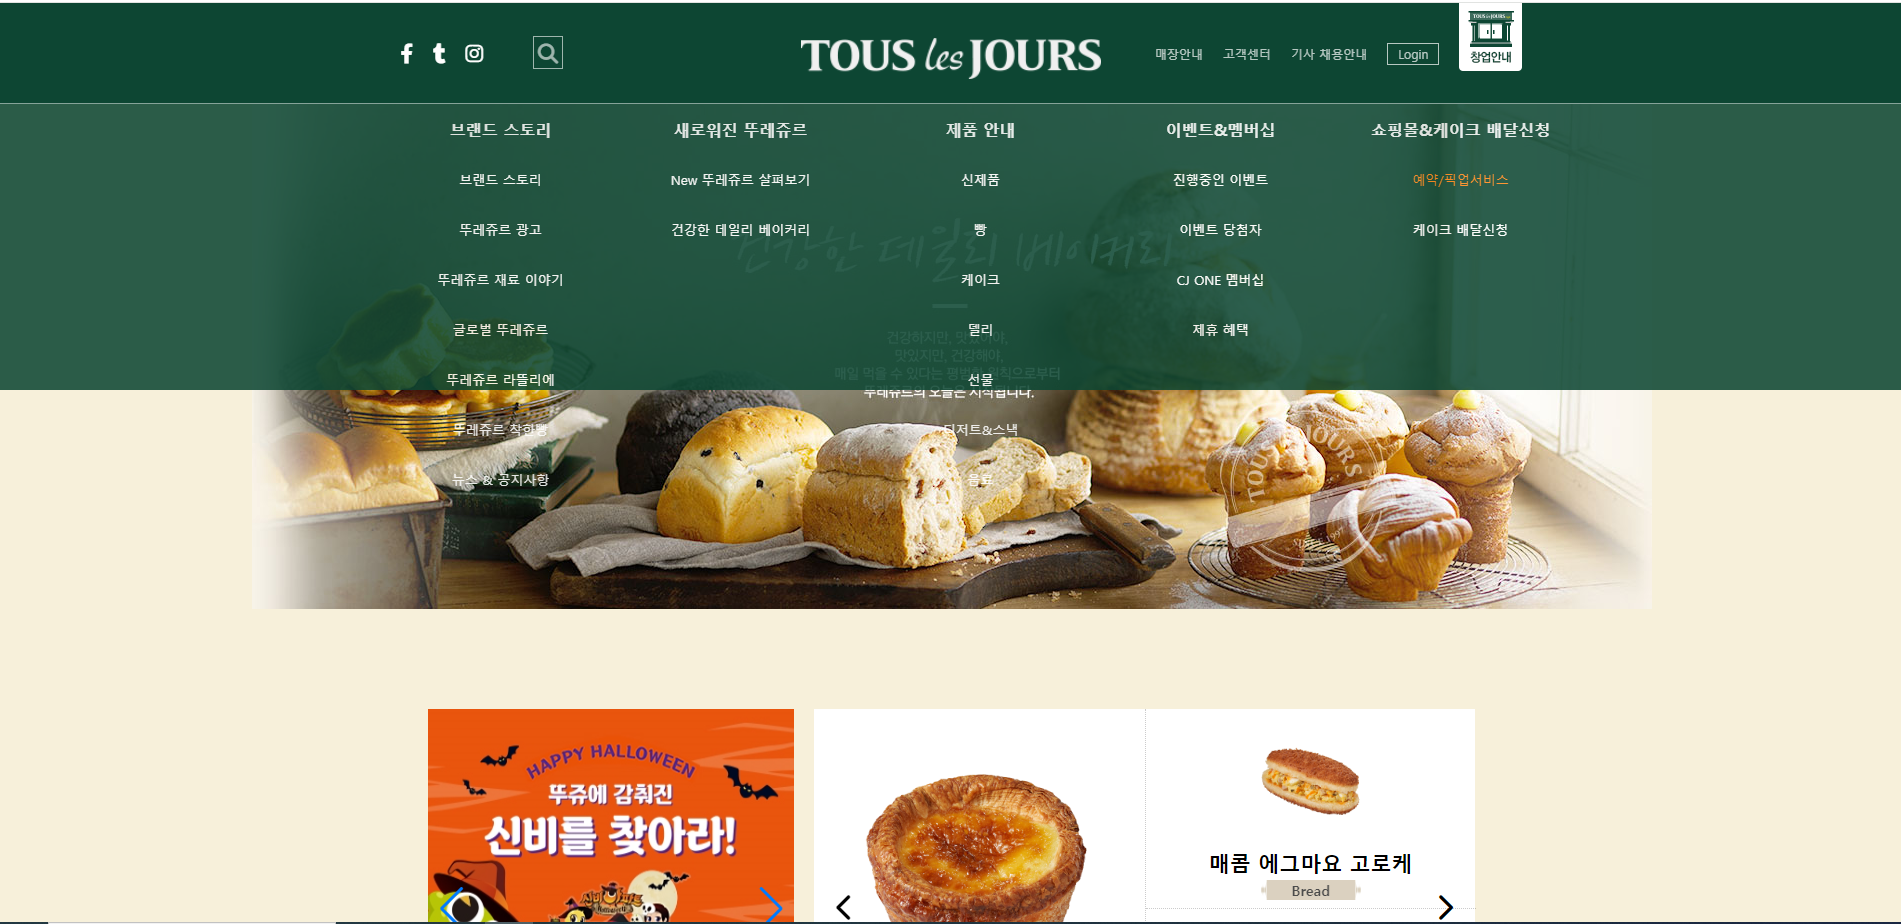 TOUS les JOURS
매장안내 고객센터 기사 채용안내 Login
TOUS les JOURS
창업안내
브랜드 스토리 새로워진 뚜레쥬르 제품 안내 이벤트&멤버십 쇼핑몰&케이크 배달신청
브랜드 스토리 New 뚜레쥬르 살펴보기 신제품 진행중인 이벤트 예약/픽업서비스
뚜레쥬르 광고 건강한 데일리 베이커리 빵 이벤트 당첨자 케이크 배달신청
건강한 데일리 베이커리
뚜레쥬르 재료 이야기 케이크 CJ ONE 멤버십
글로벌 뚜레쥬르 델리 제휴 혜택
건강하지만, 맛있어야,
맛있지만, 건강해야,
매일 먹을 수 있다는 평범한 원칙으로부터
뚜레쥬르 라뜰리에 선물
뚜레쥬르의 오늘은 시작됩니다.
뚜레쥬르 착한빵 디저트&스낵
뉴스 & 공지사항 음료
TOUS les JOURS
HAPPY HALLOWEEN
뚜쥬에 감춰진
신비를 찾아라!
매콤 에그마요 고로케
Bread